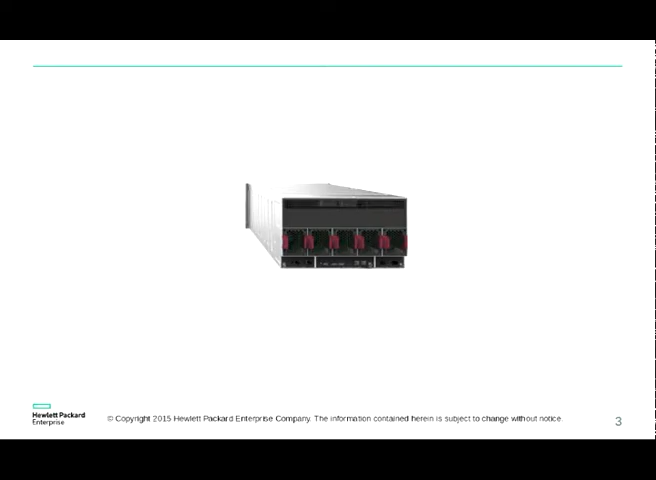 Hewlett Packard
Enterprise
© Copyright 2015 Hewlett Packard Enterprise Company. The information contained herein is subject to change without notice.
3